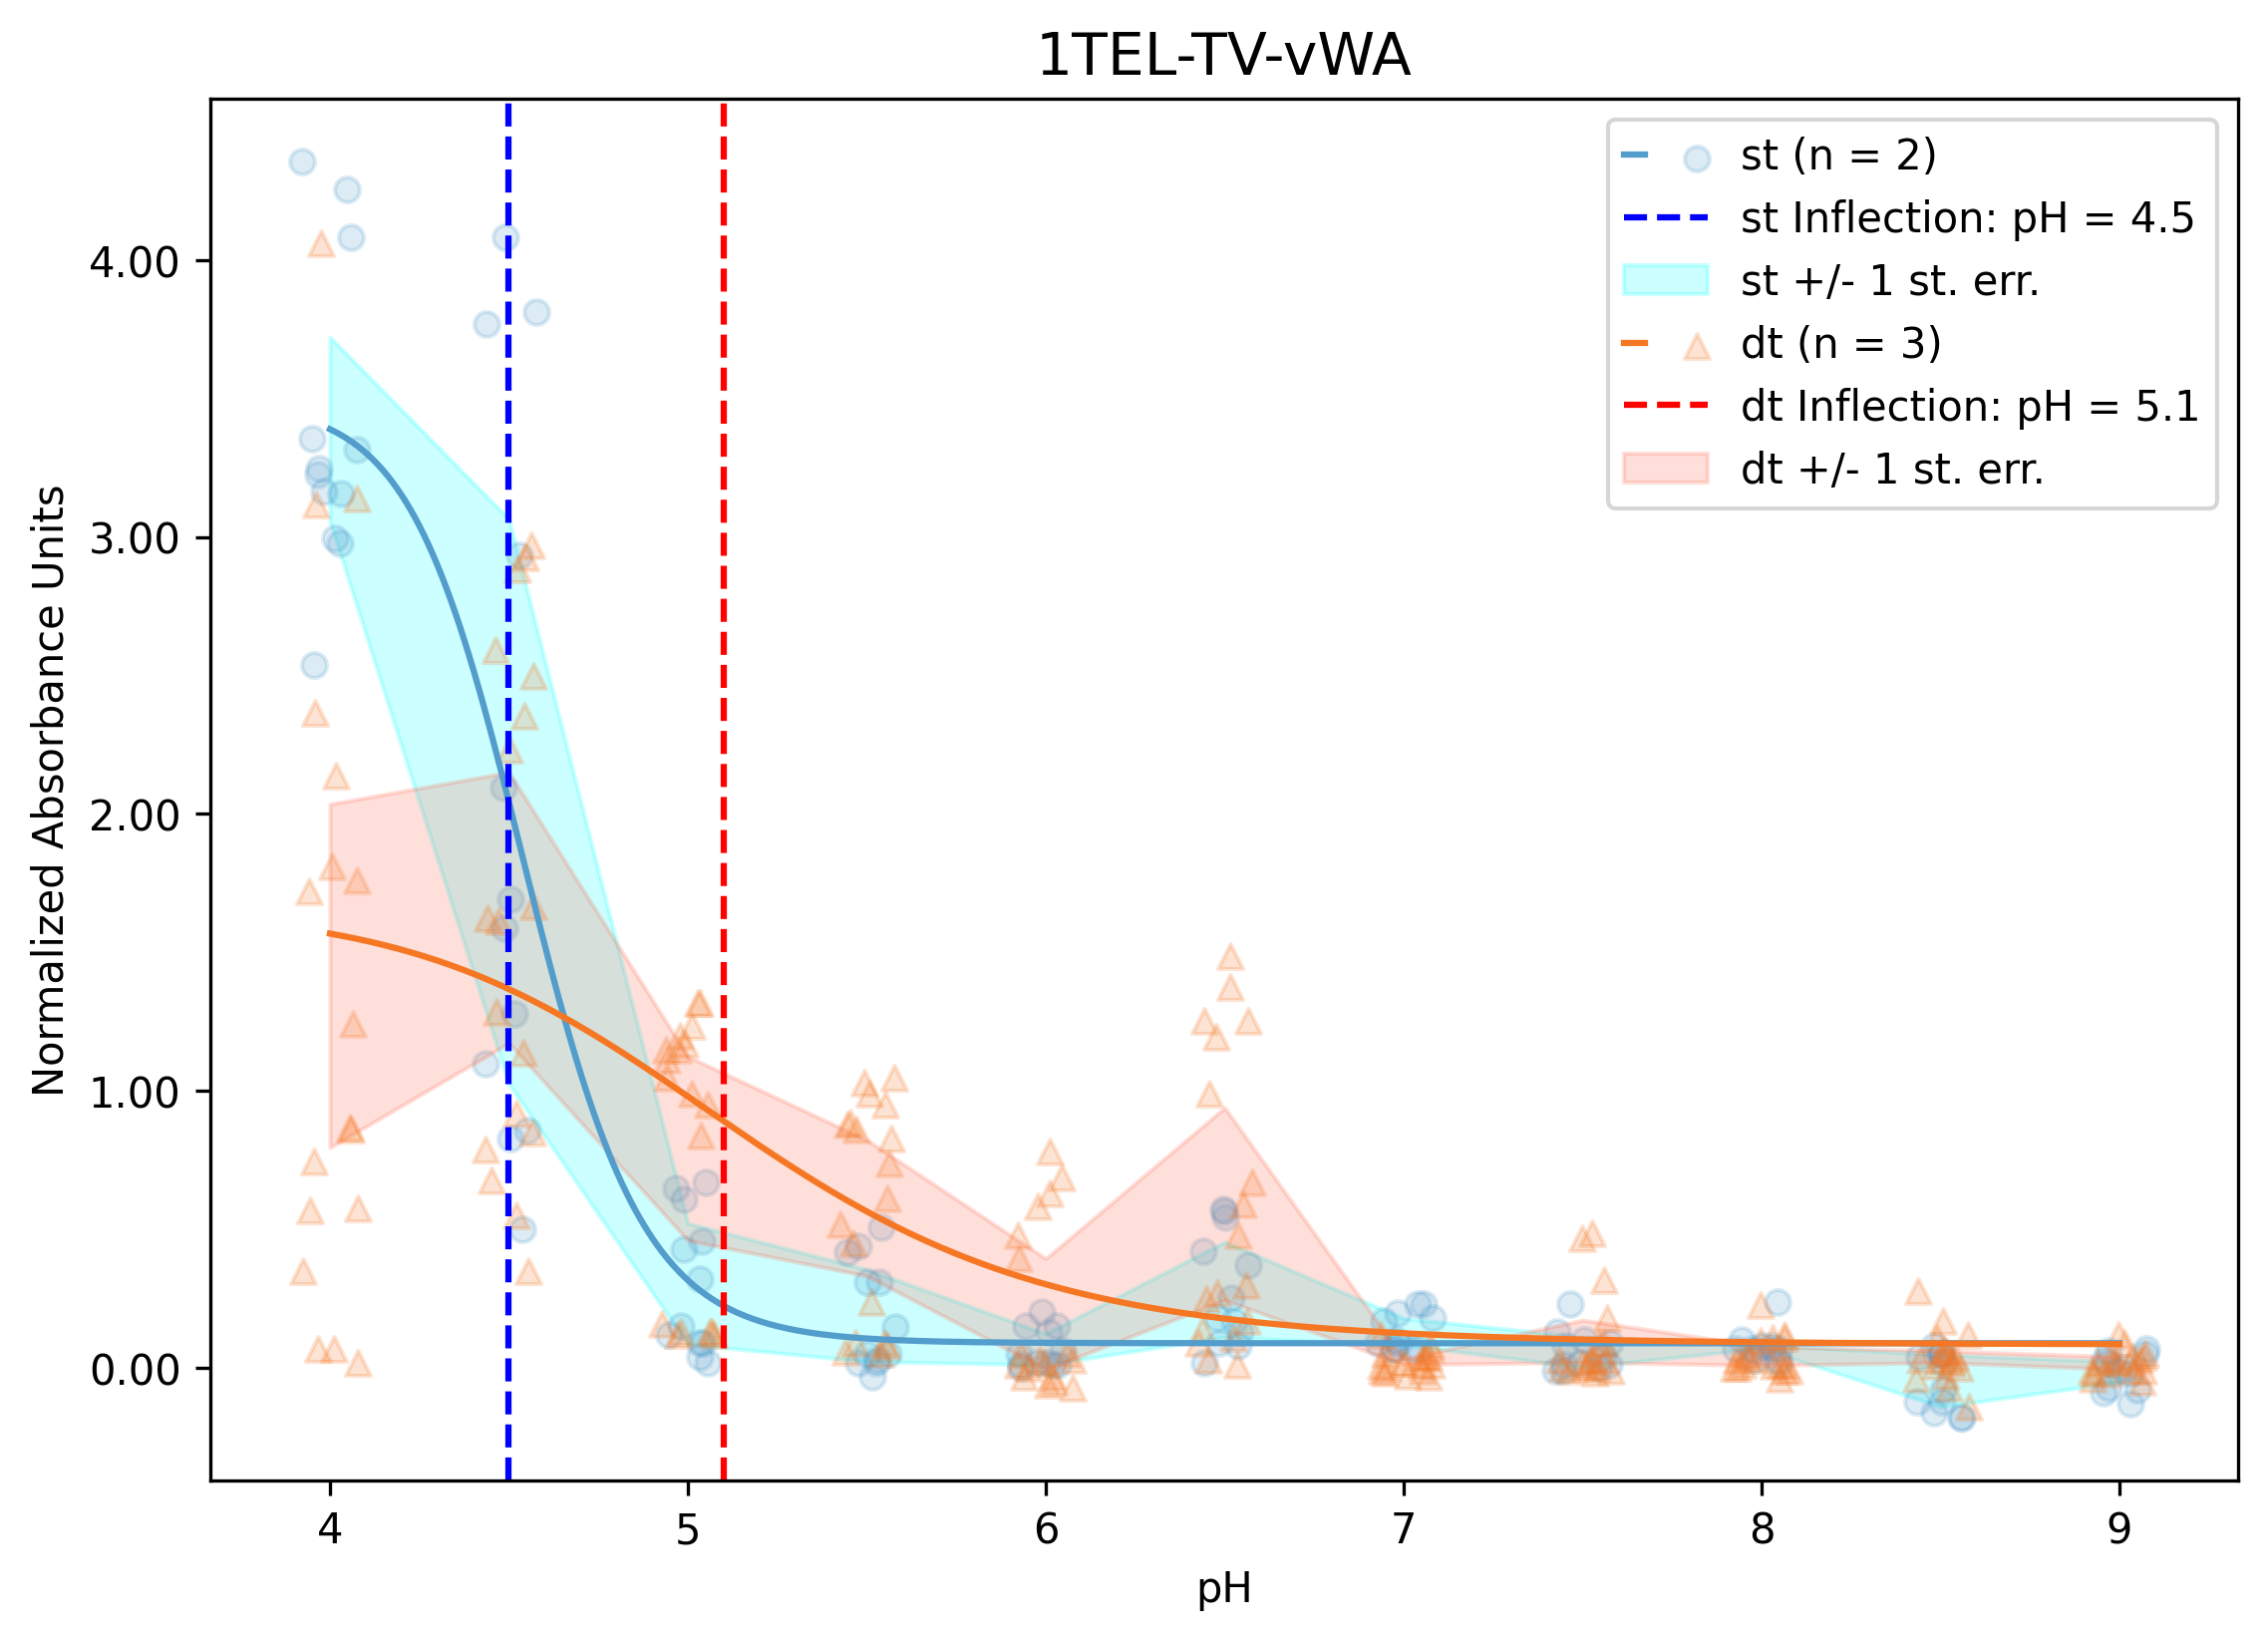 1TEL-TV-vWA
st (n = 2)
st Inflection: pH = 4.5
st +/- 1 st. err.
dt (n = 3)
dt Inflection: pH = 5.1
dt +/- 1 st. err.
Normalized Absorbance Units
4.00
3.00
2.00
1.00
0.00
4 5 6 7 8 9
pH